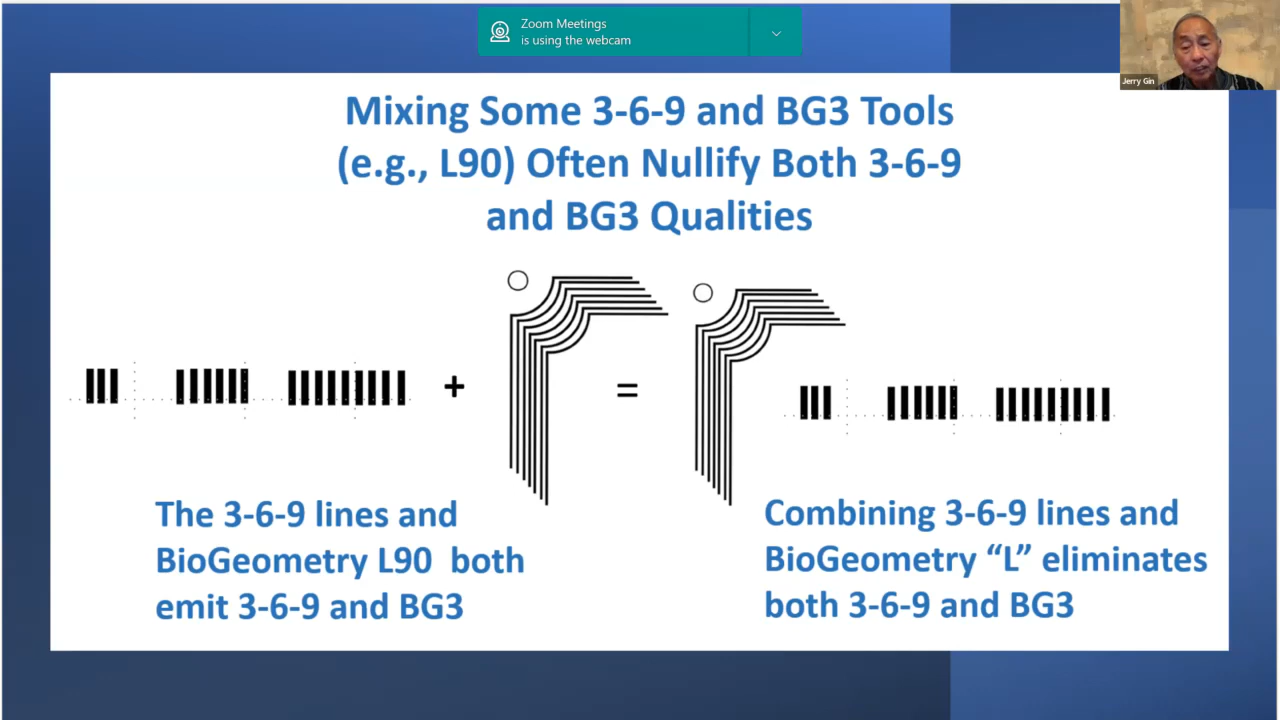 Zoom Meetings
is using the webcam
Jerry Gin
Mixing Some 3-6-9 and BG3 Tools
(e.g., L90) Often Nullify Both 3-6-9
and BG3 Qualities
+
=
The 3-6-9 lines and
BioGeometry L90 both
emit 3-6-9 and BG3
Combining 3-6-9 lines and
BioGeometry “L” eliminates
both 3-6-9 and BG3